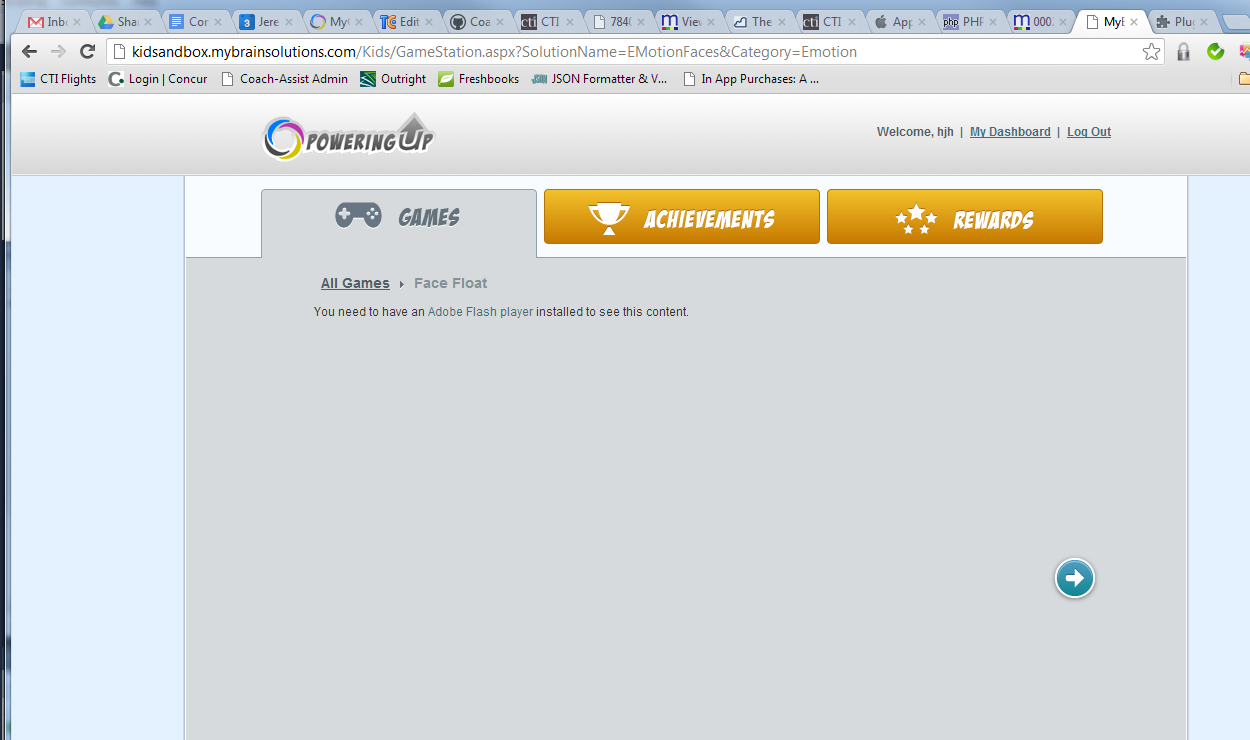 Inb Shar Cor Jere My Edit Coa CTI 784 View The CTI App PHP 000. MyB Plug
kidsandbox.mybrainsolutions.com/Kids/GameStation.aspx?SolutionName=EMotionFaces&Category=Emotion
CTI Flights Login | Concur Coach-Assist Admin Outright Freshbooks JSON Formatter & V... In App Purchases: A ...
POWERING UP
Welcome, hjh | My Dashboard | Log Out
GAMES ACHIEVEMENTS REWARDS
All Games Face Float
You need to have an Adobe Flash player installed to see this content.